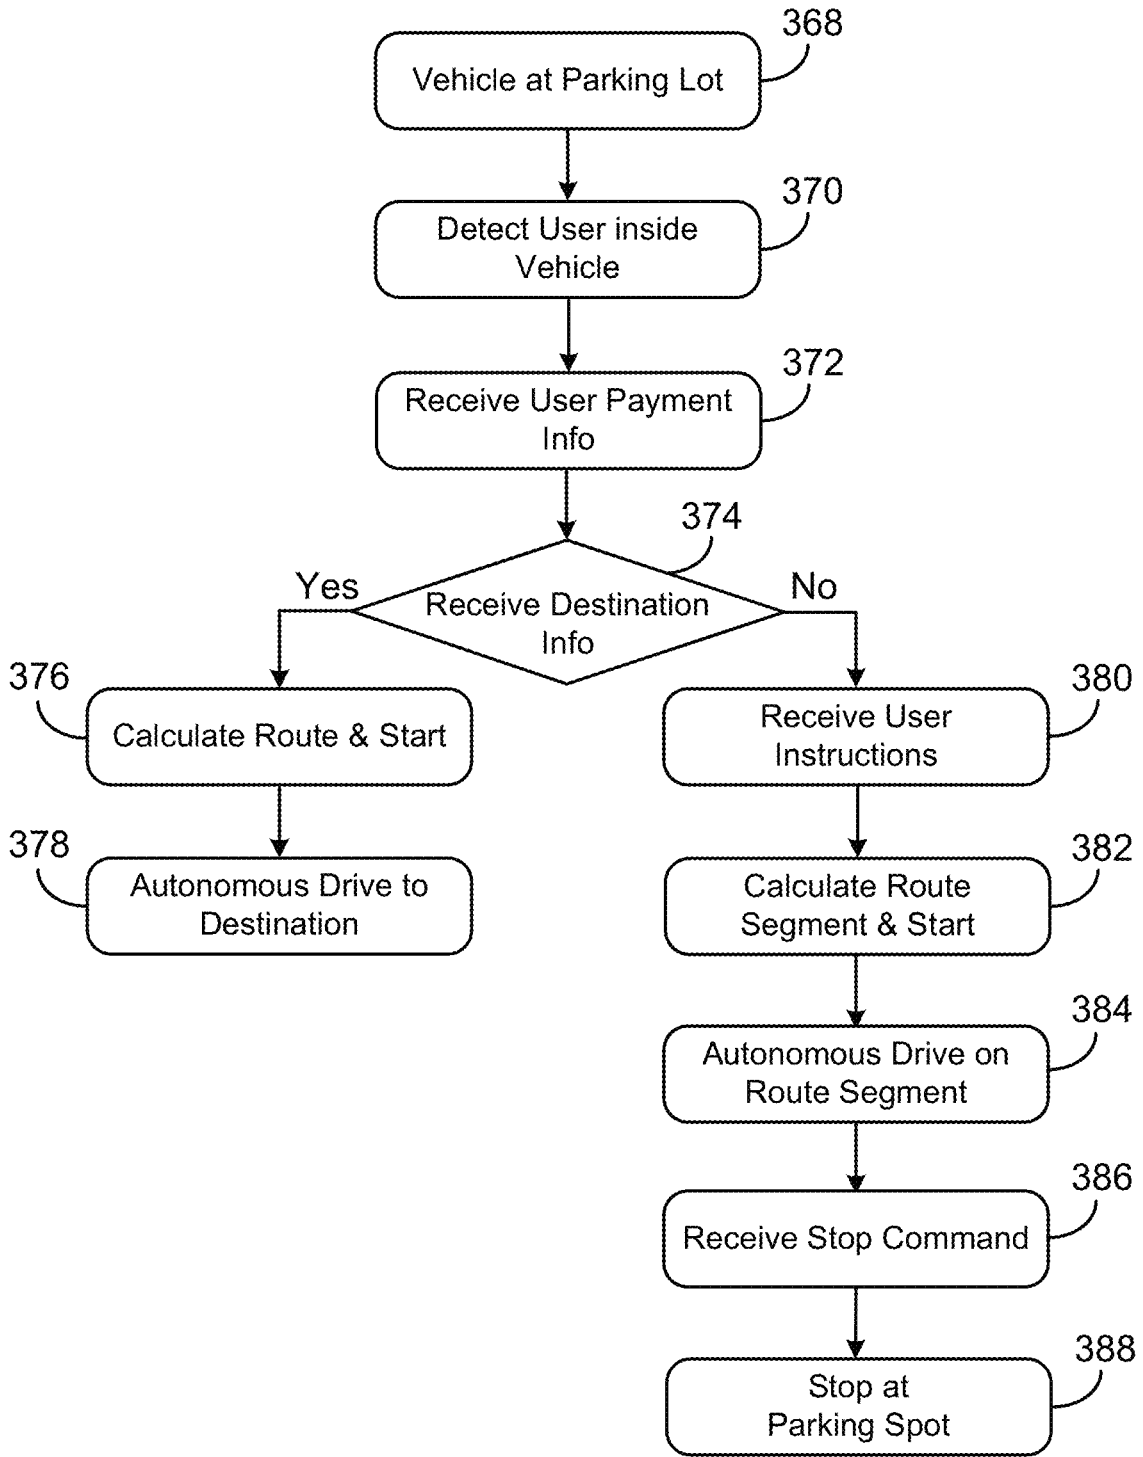 368
Vehicle at Parking Lot
370
Detect User inside
Vehicle
372
Receive User Payment
Info
374
Yes
No
Receive Destination
Info
376
Calculate Route & Start
380
Receive User
Instructions
378
Autonomous Drive to
Destination
382
Calculate Route
Segment & Start
384
Autonomous Drive on
Route Segment
386
Receive Stop Command
388
Stop at
Parking Spot